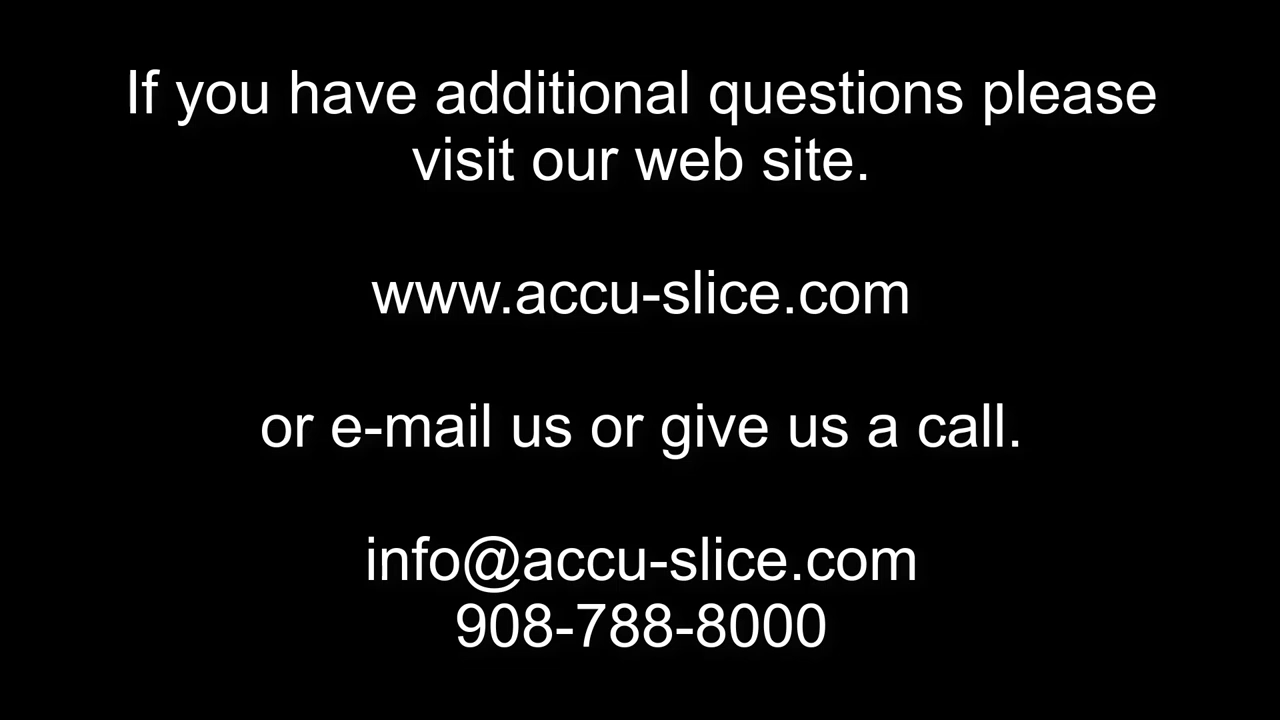 If you have additional questions please
visit our web site.
www.accu-slice.com
or e-mail us or give us a call.
info@accu-slice.com
908-788-8000